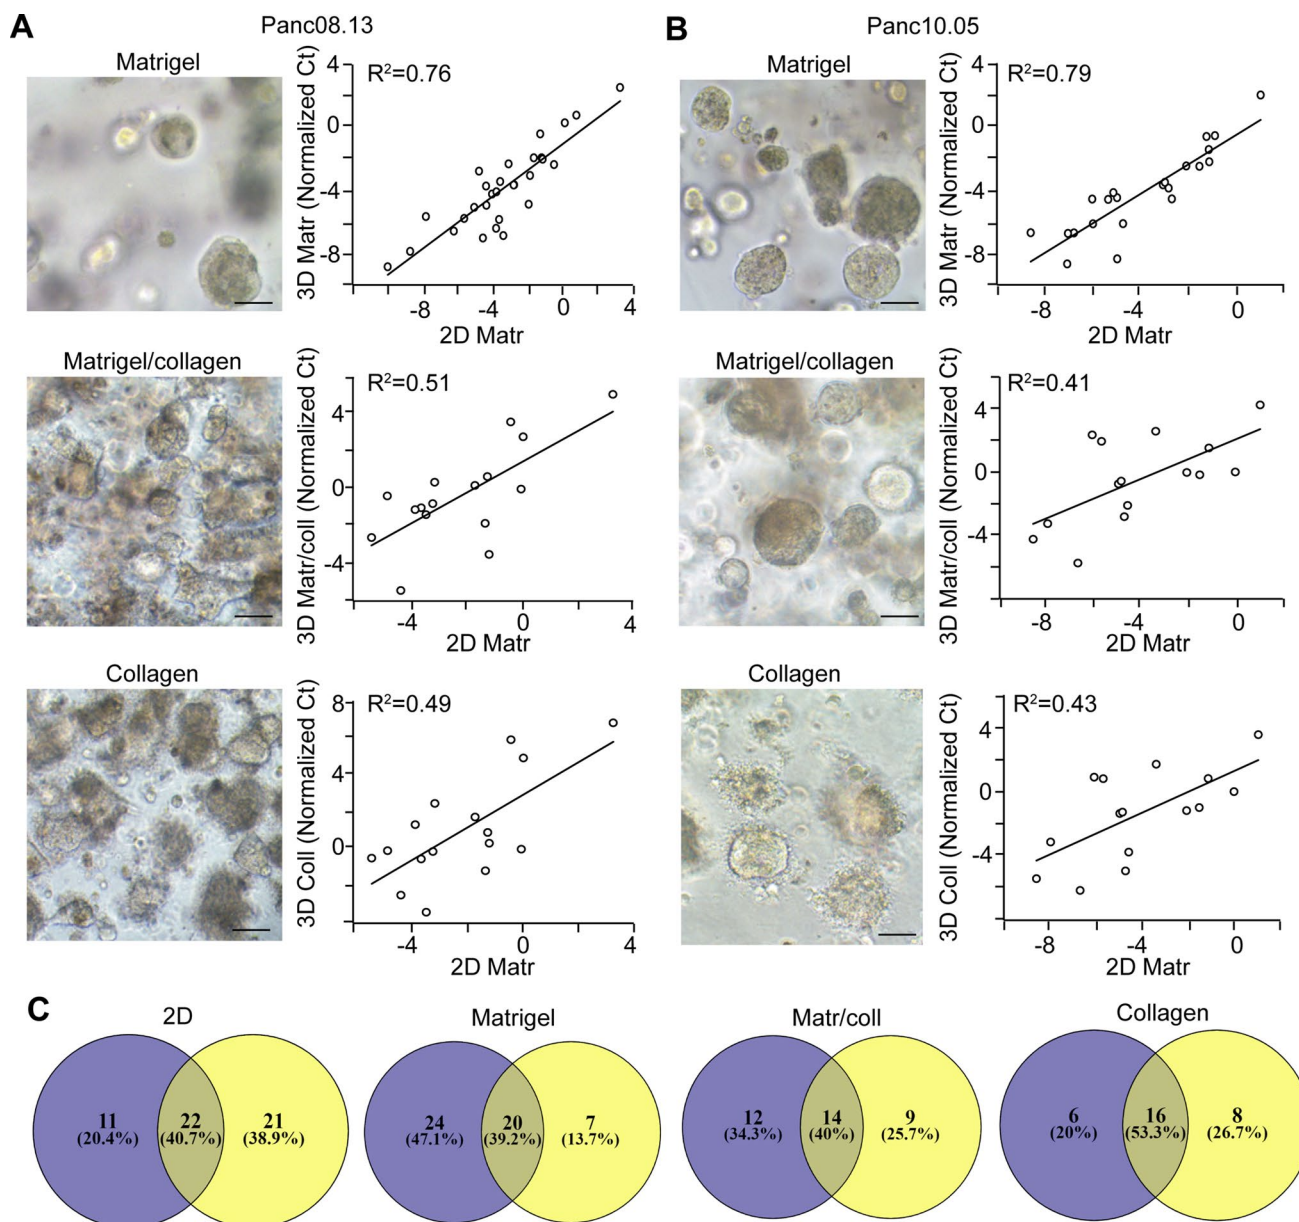 A
Panc08.13
Matrigel
3D Matr (Normalized Ct)
R²=0.76
4
0
-4
-8
-8
-4
0
4
2D Matr
Matrigel/collagen
3D Matr/coll (Normalized Ct)
R²=0.51
4
0
-4
-4
0
4
2D Matr
Collagen
3D Coll (Normalized Ct)
R²=0.49
8
4
0
-4
0
4
2D Matr
B
Panc10.05
Matrigel
3D Matr (Normalized Ct)
R²=0.79
4
0
-4
-8
-8
-4
0
2D Matr
Matrigel/collagen
3D Matr/coll (Normalized Ct)
R²=0.41
4
0
-4
-8
-4
0
2D Matr
Collagen
3D Coll (Normalized Ct)
R²=0.43
4
0
-4
-8
-4
0
2D Matr
C
2D
11
(20.4%)
22
(40.7%)
21
(38.9%)
Matrigel
24
(47.1%)
20
(39.2%)
7
(13.7%)
Matr/coll
12
(34.3%)
14
(40%)
9
(25.7%)
Collagen
6
(20%)
16
(53.3%)
8
(26.7%)